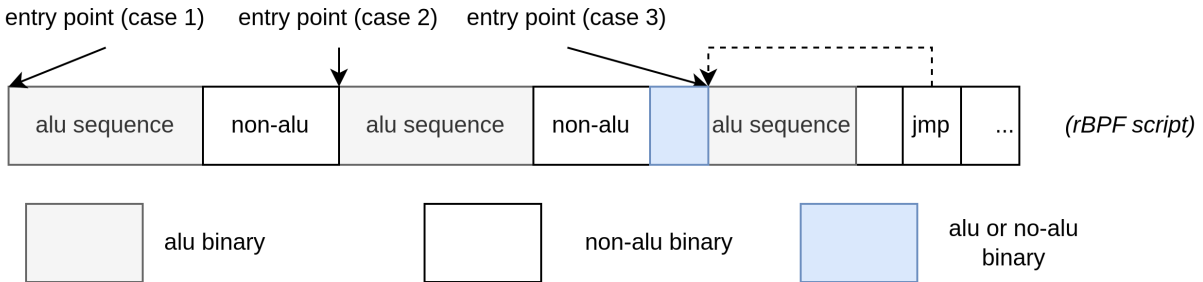 entry point (case 1) entry point (case 2) entry point (case 3)
alu sequence non-alu alu sequence non-alu alu sequence jmp ... (rBPF script)
alu binary non-alu binary alu or no-alu
binary